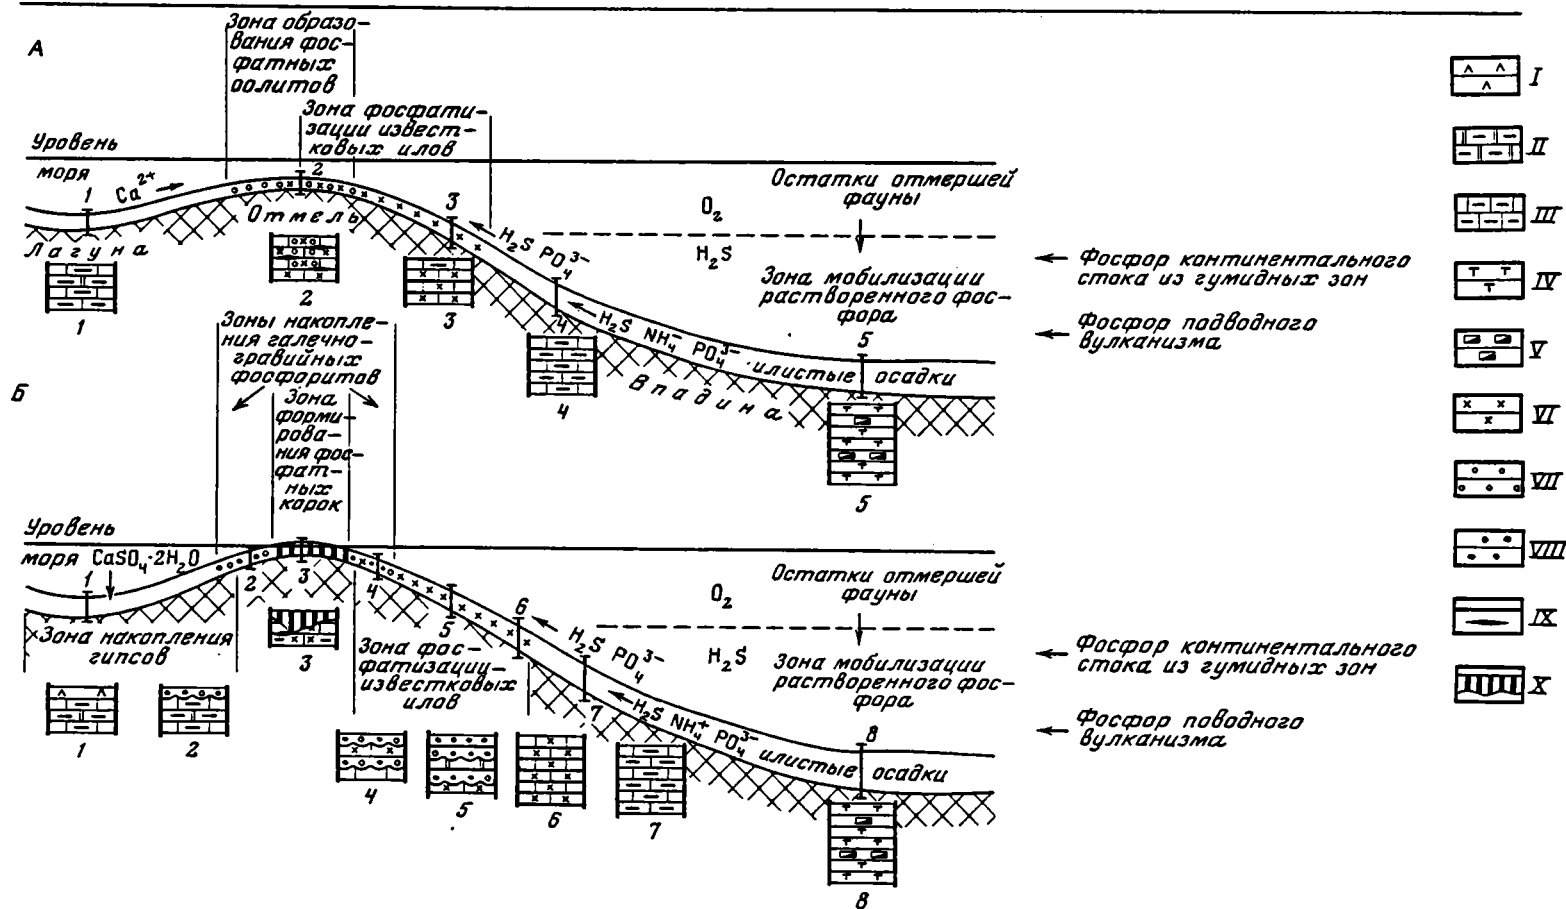 А
Зона образо-
вания фос-
фатных
оолитов
Зона фосфати-
зации извест-
ковых илов
Уровень
моря
1
Ca²⁺
2
3
Остатки отмершей
фауны
O₂
H₂S
H₂S PO₄³⁻
Отмель
Лагуна
1
2
3
4
Зона мобилизации
растворенного фос-
фора
5
H₂S NH₄⁻ PO₄³⁻
илистые осадки
Впадина
4
5
Фосфор континентального
стока из гумидных зон
Фосфор подводного
вулканизма
Б
Зоны накопле-
ния галечно-
гравийных
фосфоритов
Зона
форми-
рова-
ния фос-
фат-
ных
корок
Уровень
моря CaSO₄·2H₂O
1
2
3
4
5
6
7
Остатки отмершей
фауны
O₂
H₂S
H₂S PO₄³⁻
Зона накопления
гипсов
3
Зона фос-
фатизации
известковых
илов
Зона мобилизации
растворенного фос-
фора
8
H₂S NH₄⁺ PO₄³⁻
илистые осадки
1
2
4
5
6
7
8
Фосфор континентального
стока из гумидных зон
Фосфор поводного
вулканизма
I
II
III
IV
V
VI
VII
VIII
IX
X